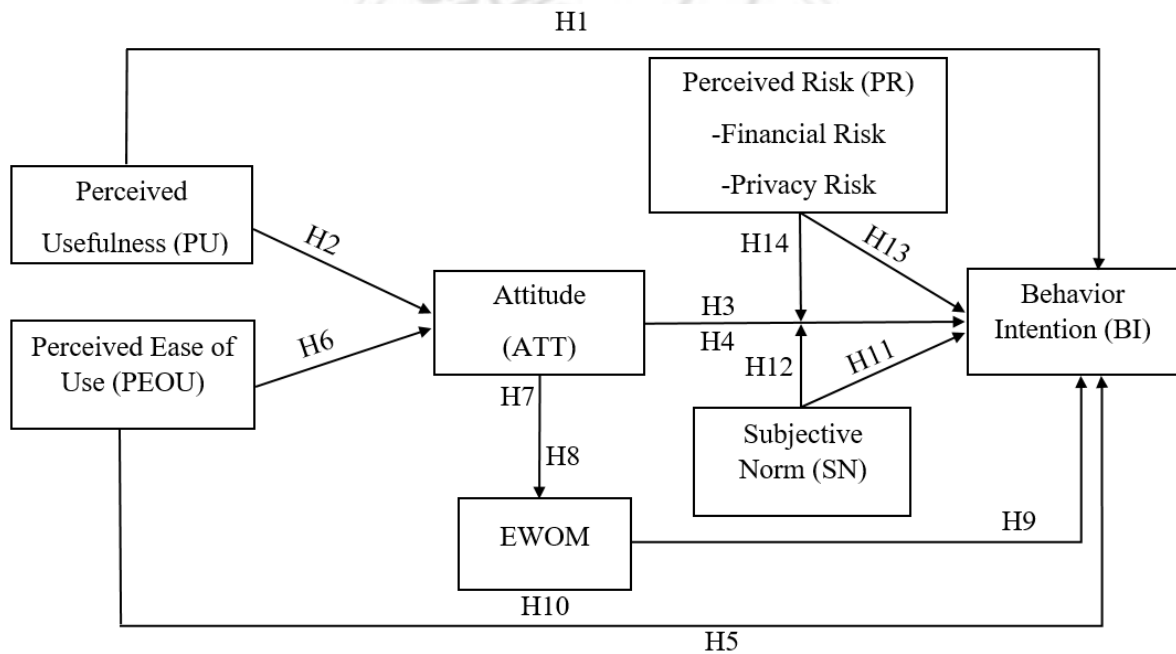 H1
Perceived Risk (PR)
-Financial Risk
-Privacy Risk
Perceived
Usefulness (PU)
H2
H14
H13
Attitude
(ATT)
Behavior
Intention (BI)
H3
H4
Perceived Ease of
Use (PEOU)
H6
H12
H11
H7
Subjective
Norm (SN)
H8
EWOM
H9
H10
H5